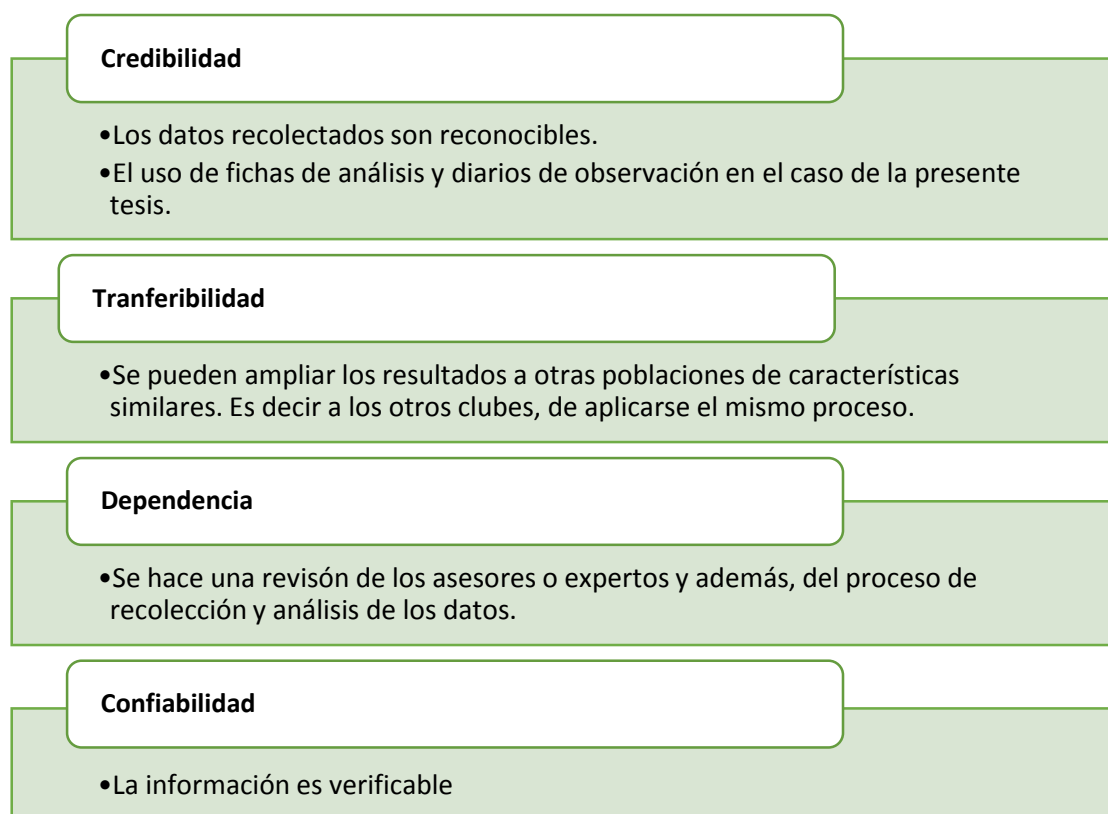 Credibilidad
•Los datos recolectados son reconocibles.
•El uso de fichas de análisis y diarios de observación en el caso de la presente
tesis.
Tranferibilidad
•Se pueden ampliar los resultados a otras poblaciones de características
similares. Es decir a los otros clubes, de aplicarse el mismo proceso.
Dependencia
•Se hace una revisón de los asesores o expertos y además, del proceso de
recolección y análisis de los datos.
Confiabilidad
•La información es verificable